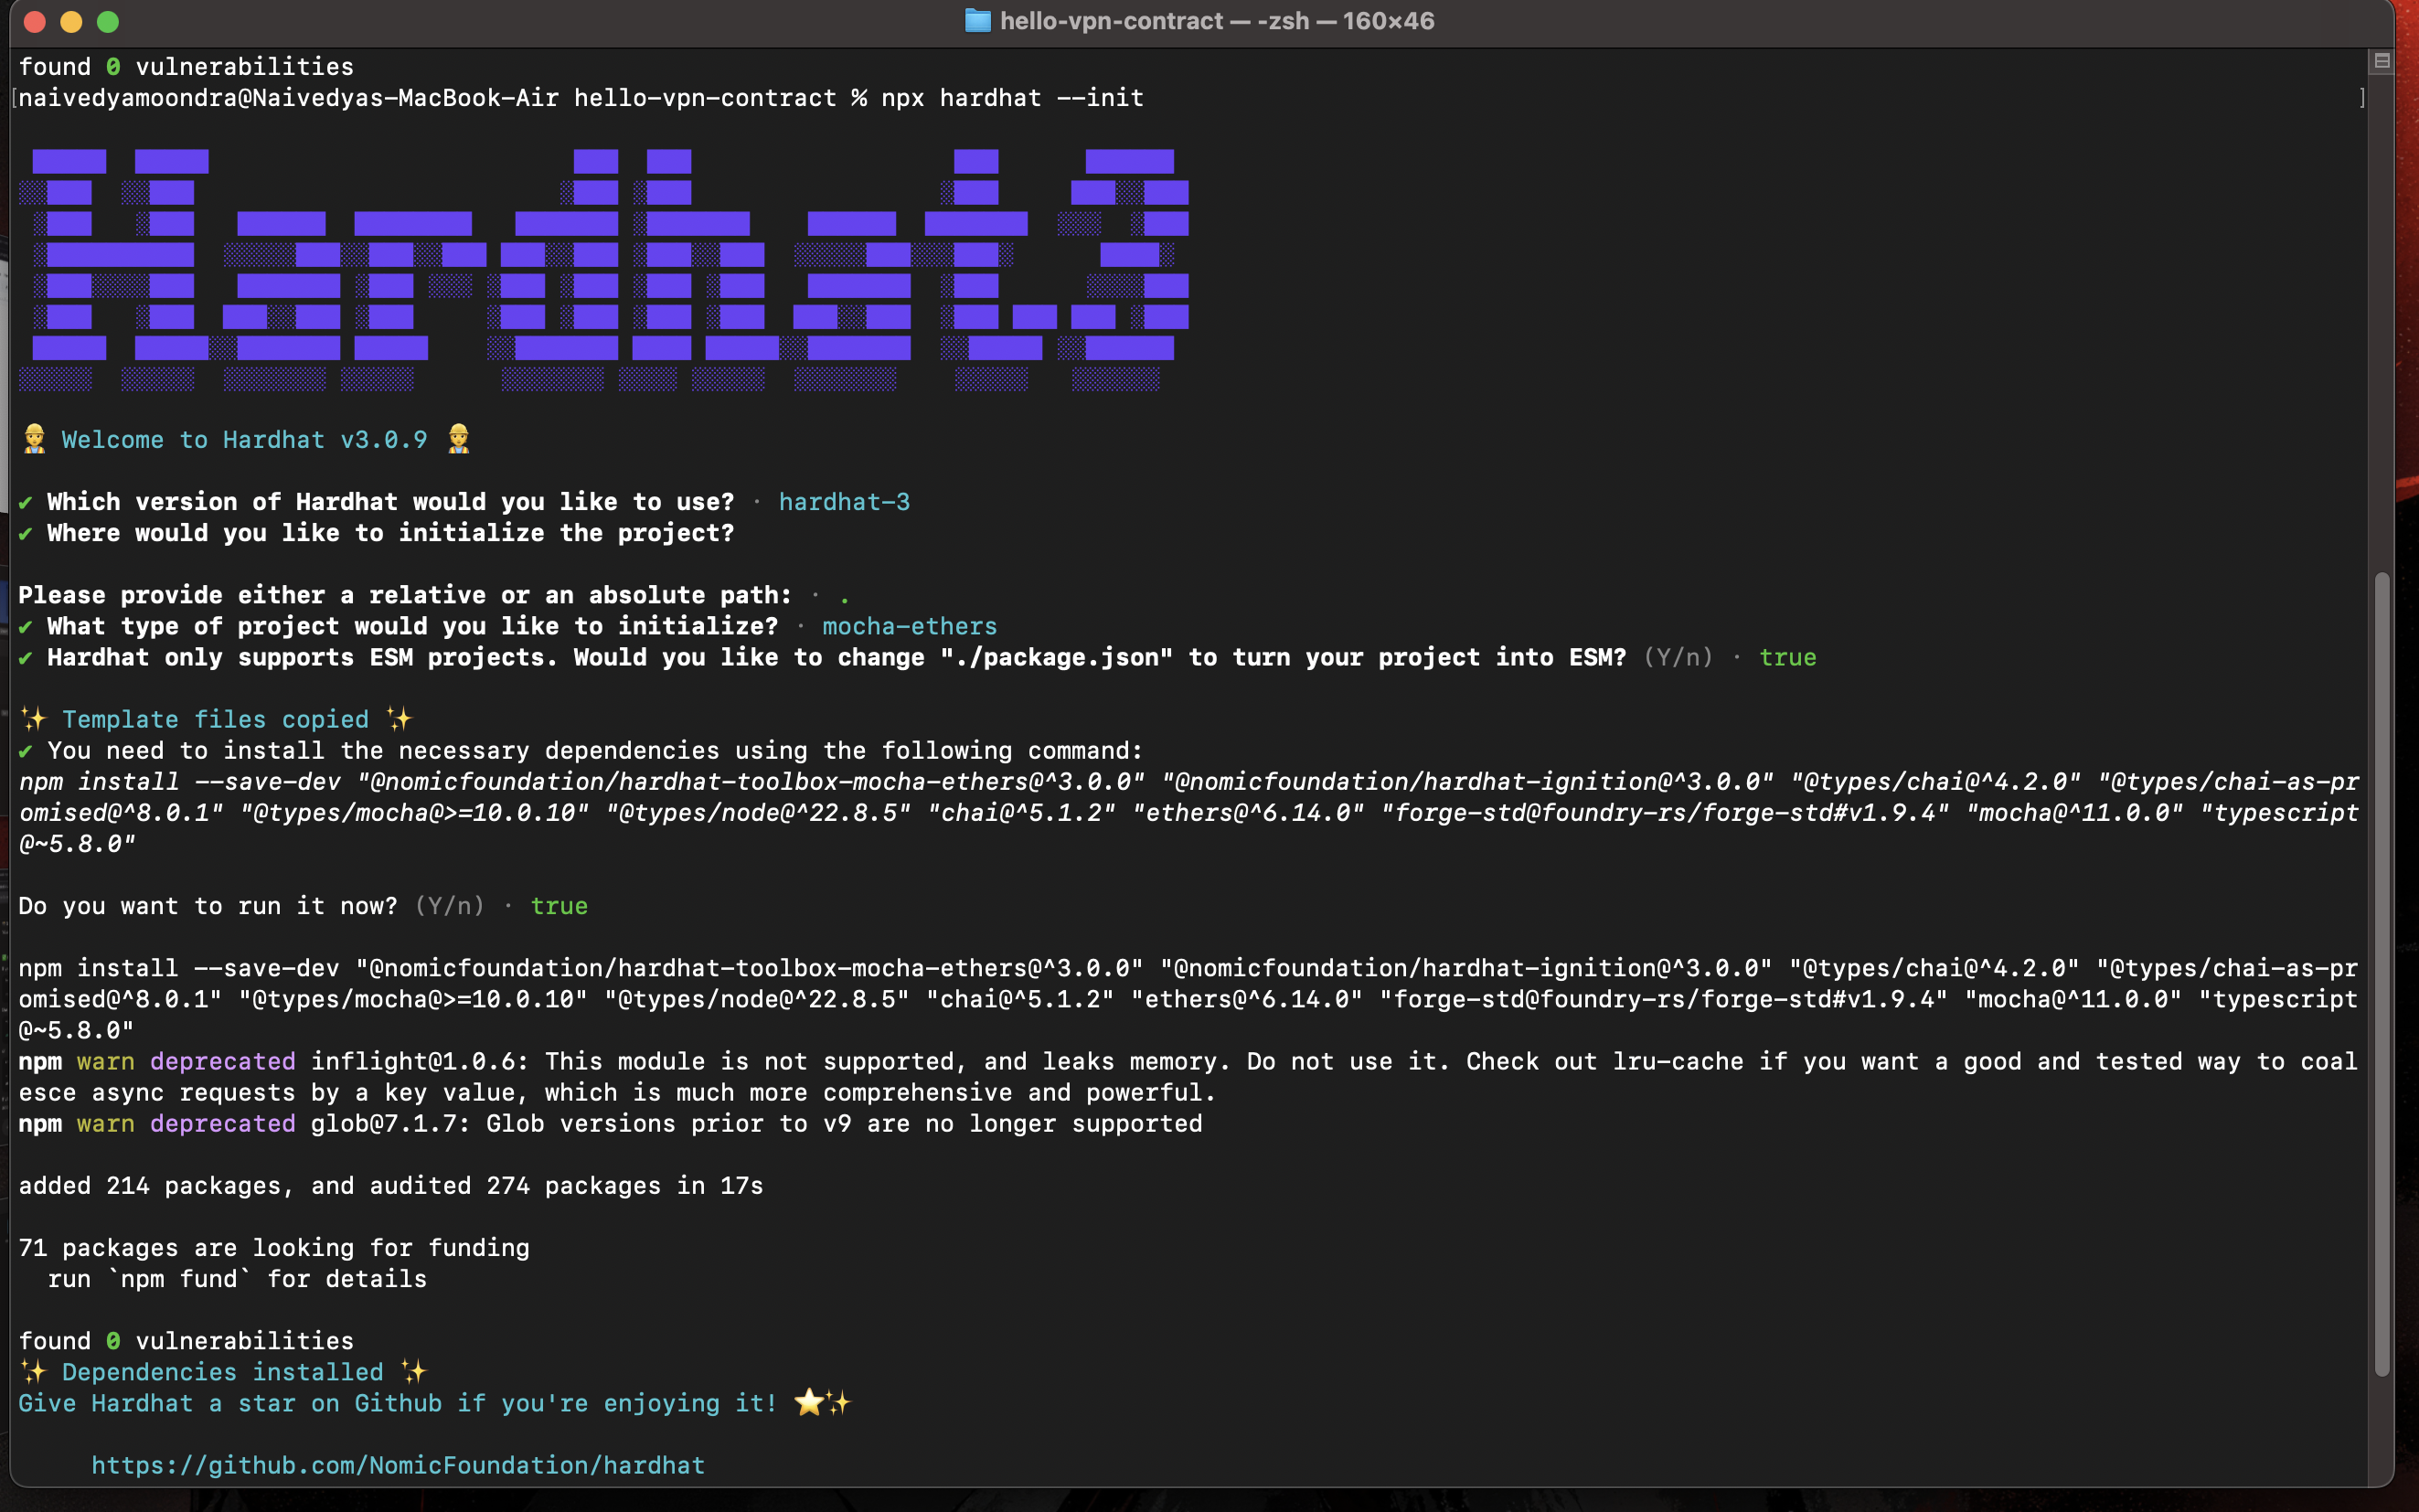 hello-vpn-contract — -zsh — 160×46
found 0 vulnerabilities
[naivedyamoondra@Naivedyas-MacBook-Air hello-vpn-contract % npx hardhat --init ]
Hardhat 3
👷 Welcome to Hardhat v3.0.9 👷
✔ Which version of Hardhat would you like to use? · hardhat-3
✔ Where would you like to initialize the project?
Please provide either a relative or an absolute path: · .
✔ What type of project would you like to initialize? · mocha-ethers
✔ Hardhat only supports ESM projects. Would you like to change "./package.json" to turn your project into ESM? (Y/n) · true
✨ Template files copied ✨
✔ You need to install the necessary dependencies using the following command:
npm install --save-dev "@nomicfoundation/hardhat-toolbox-mocha-ethers@^3.0.0" "@nomicfoundation/hardhat-ignition@^3.0.0" "@types/chai@^4.2.0" "@types/chai-as-pr
omised@^8.0.1" "@types/mocha@>=10.0.10" "@types/node@^22.8.5" "chai@^5.1.2" "ethers@^6.14.0" "forge-std@foundry-rs/forge-std#v1.9.4" "mocha@^11.0.0" "typescript
@~5.8.0"
Do you want to run it now? (Y/n) · true
npm install --save-dev "@nomicfoundation/hardhat-toolbox-mocha-ethers@^3.0.0" "@nomicfoundation/hardhat-ignition@^3.0.0" "@types/chai@^4.2.0" "@types/chai-as-pr
omised@^8.0.1" "@types/mocha@>=10.0.10" "@types/node@^22.8.5" "chai@^5.1.2" "ethers@^6.14.0" "forge-std@foundry-rs/forge-std#v1.9.4" "mocha@^11.0.0" "typescript
@~5.8.0"
npm warn deprecated inflight@1.0.6: This module is not supported, and leaks memory. Do not use it. Check out lru-cache if you want a good and tested way to coal
esce async requests by a key value, which is much more comprehensive and powerful.
npm warn deprecated glob@7.1.7: Glob versions prior to v9 are no longer supported
added 214 packages, and audited 274 packages in 17s
71 packages are looking for funding
run `npm fund` for details
found 0 vulnerabilities
✨ Dependencies installed ✨
Give Hardhat a star on Github if you're enjoying it! ⭐✨
https://github.com/NomicFoundation/hardhat